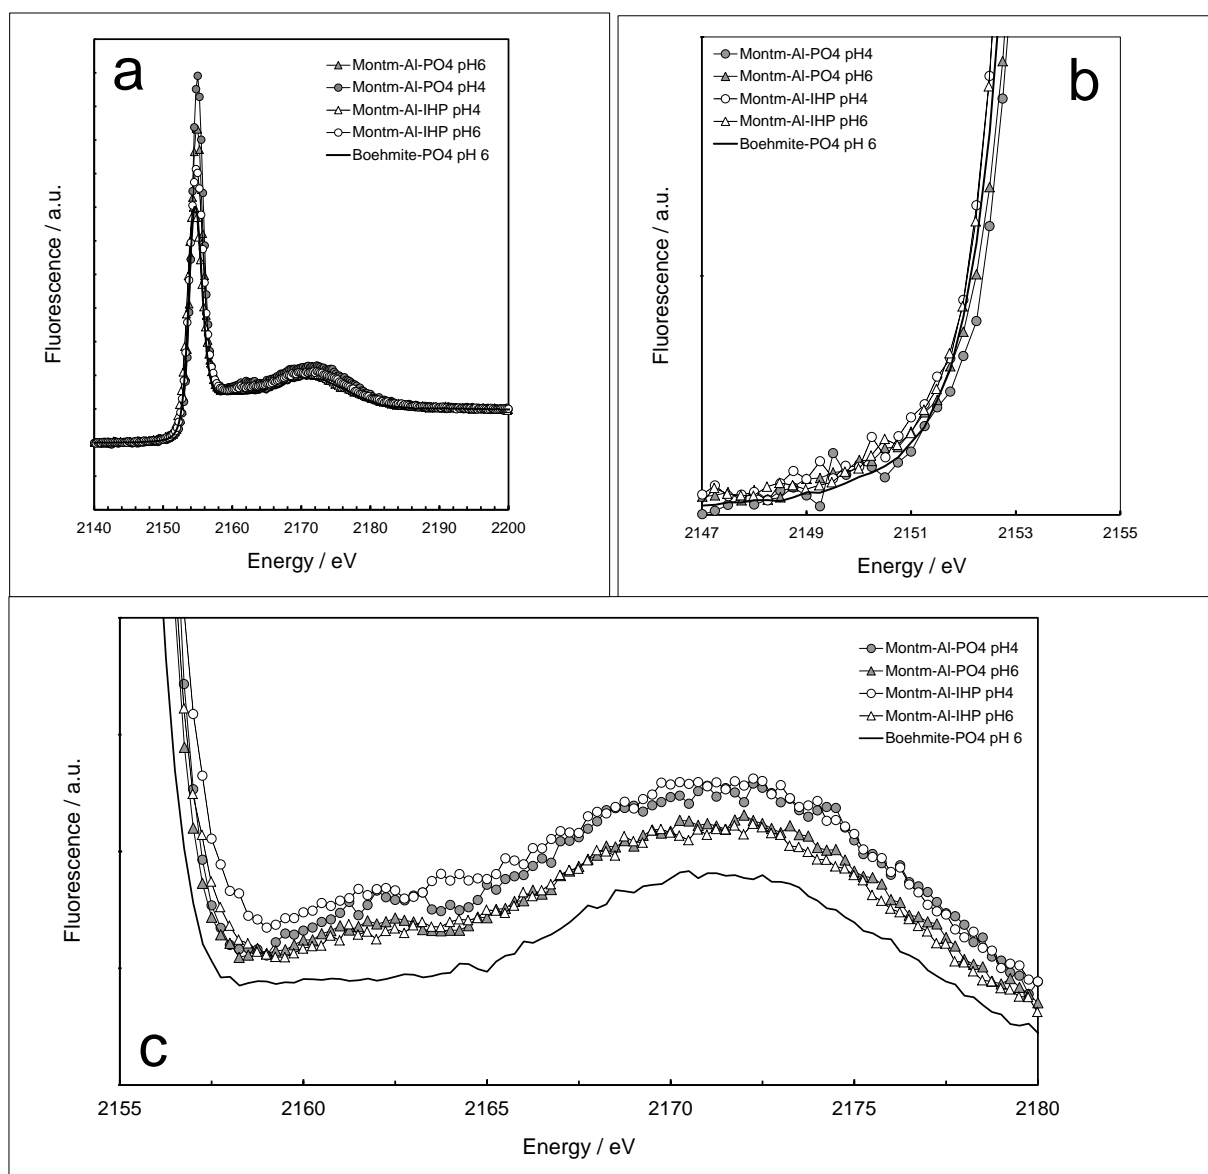 a
Montm-Al-PO4 pH6
Montm-Al-PO4 pH4
Montm-Al-IHP pH4
Montm-Al-IHP pH6
Boehmite-PO4 pH 6
Fluorescence / a.u.
2140 2150 2160 2170 2180 2190 2200
Energy / eV
b
Montm-Al-PO4 pH4
Montm-Al-PO4 pH6
Montm-Al-IHP pH4
Montm-Al-IHP pH6
Boehmite-PO4 pH 6
Fluorescence / a.u.
2147 2149 2151 2153 2155
Energy / eV
Montm-Al-PO4 pH4
Montm-Al-PO4 pH6
Montm-Al-IHP pH4
Montm-Al-IHP pH6
Boehmite-PO4 pH 6
Fluorescence / a.u.
c
2155 2160 2165 2170 2175 2180
Energy / eV